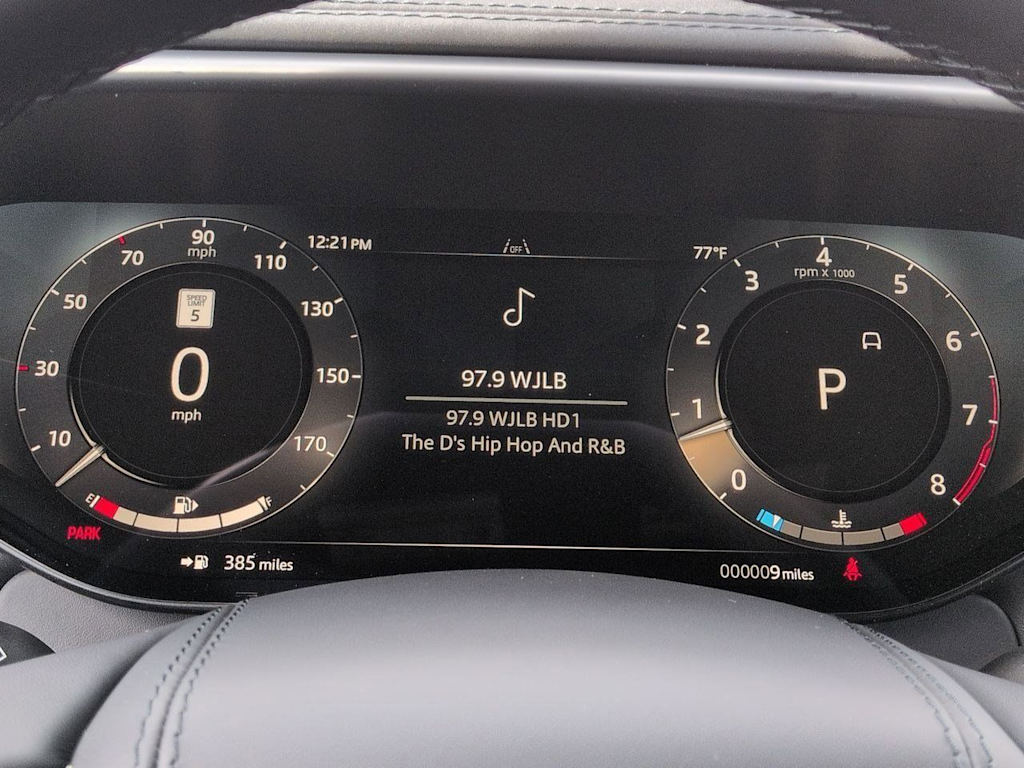 12:21 PM
OFF
77°F
10
30
50
70
90
mph
110
130
150
170
SPEED
LIMIT
5
0
mph
E
F
PARK
385 miles
97.9 WJLB
97.9 WJLB HD1
The D's Hip Hop And R&B
0
1
2
3
4
rpm x 1000
5
6
7
8
P
000009 miles